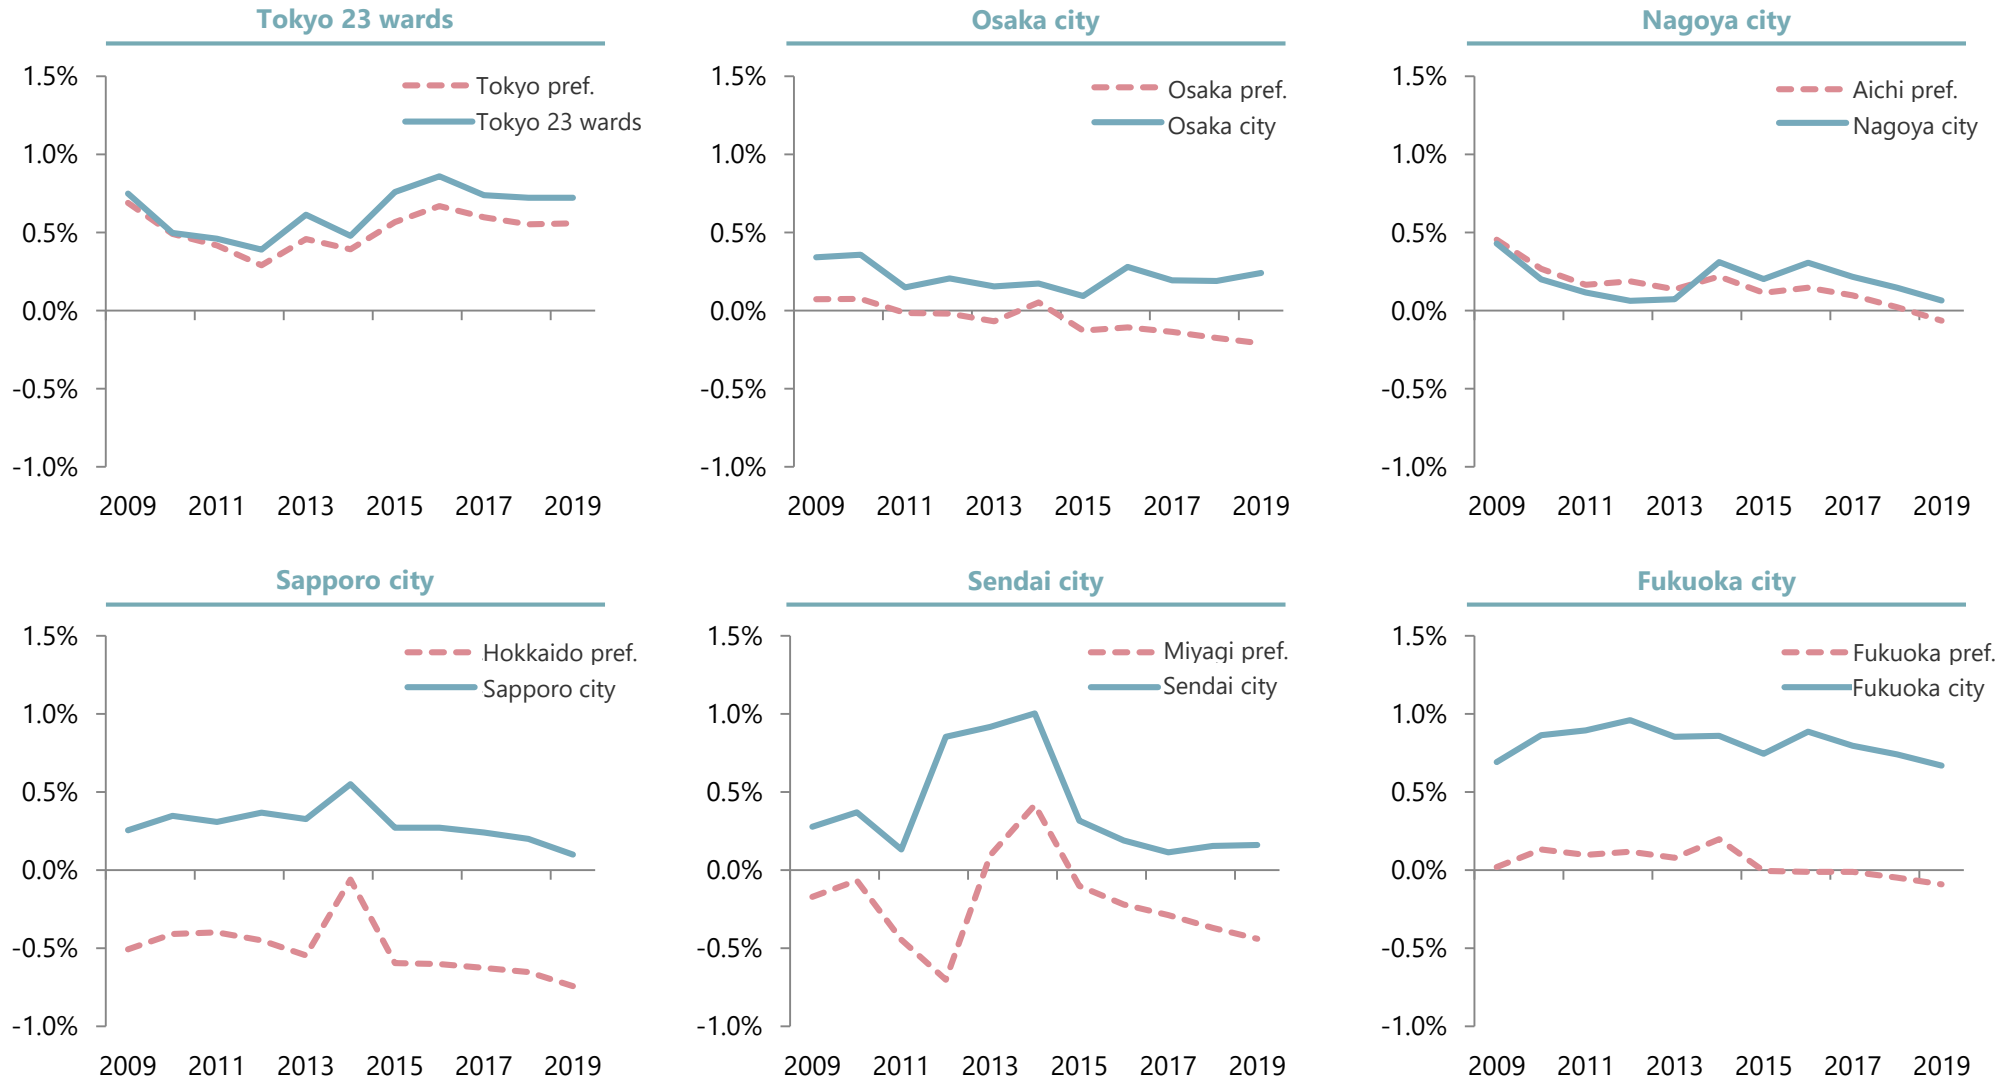 Tokyo 23 wards
1.5%
1.0%
0.5%
0.0%
-0.5%
-1.0%
Tokyo pref.
Tokyo 23 wards
2009 2011 2013 2015 2017 2019
Osaka city
1.5%
1.0%
0.5%
0.0%
-0.5%
-1.0%
Osaka pref.
Osaka city
2009 2011 2013 2015 2017 2019
Nagoya city
1.5%
1.0%
0.5%
0.0%
-0.5%
-1.0%
Aichi pref.
Nagoya city
2009 2011 2013 2015 2017 2019
Sapporo city
1.5%
1.0%
0.5%
0.0%
-0.5%
-1.0%
Hokkaido pref.
Sapporo city
2009 2011 2013 2015 2017 2019
Sendai city
1.5%
1.0%
0.5%
0.0%
-0.5%
-1.0%
Miyagi pref.
Sendai city
2009 2011 2013 2015 2017 2019
Fukuoka city
1.5%
1.0%
0.5%
0.0%
-0.5%
-1.0%
Fukuoka pref.
Fukuoka city
2009 2011 2013 2015 2017 2019